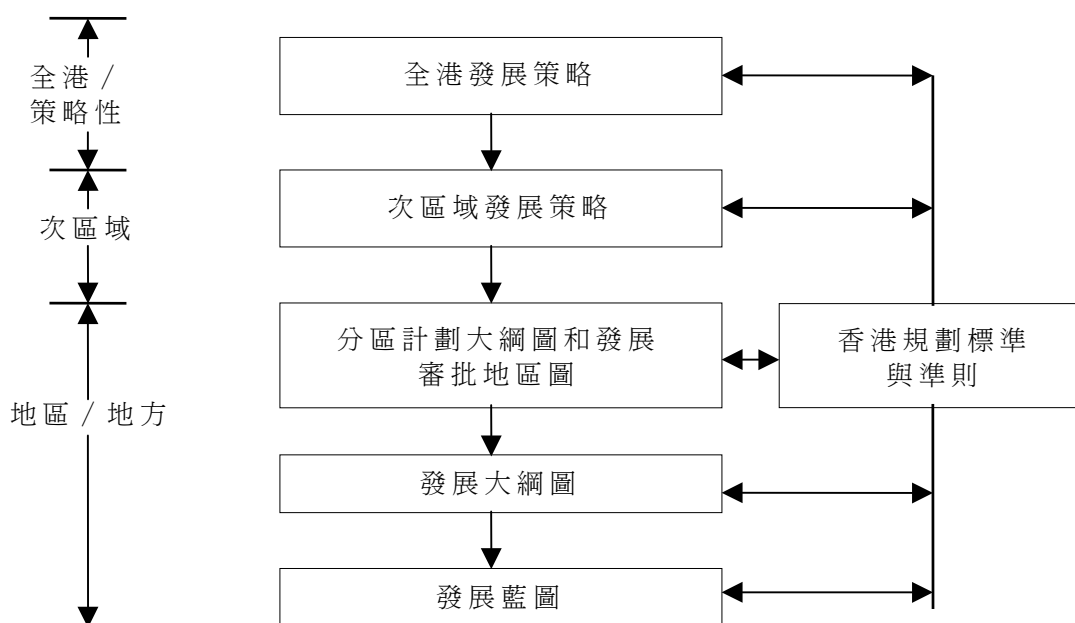 全港發展策略
全港 /
策略性
次區域發展策略
次區域
分區計劃大綱圖和發展
審批地區圖
香港規劃標準
與準則
地區 / 地方
發展大綱圖
發展藍圖